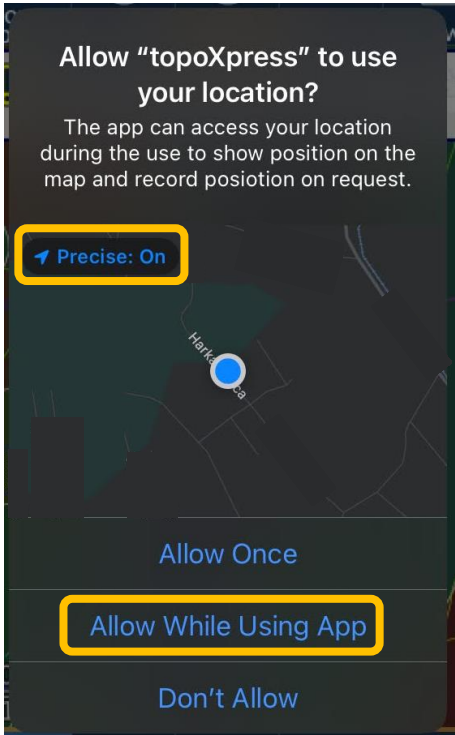 Allow “topoXpress” to use
your location?
The app can access your location
during the use to show position on the
map and record posiotion on request.
Precise: On
Allow Once
Allow While Using App
Don’t Allow